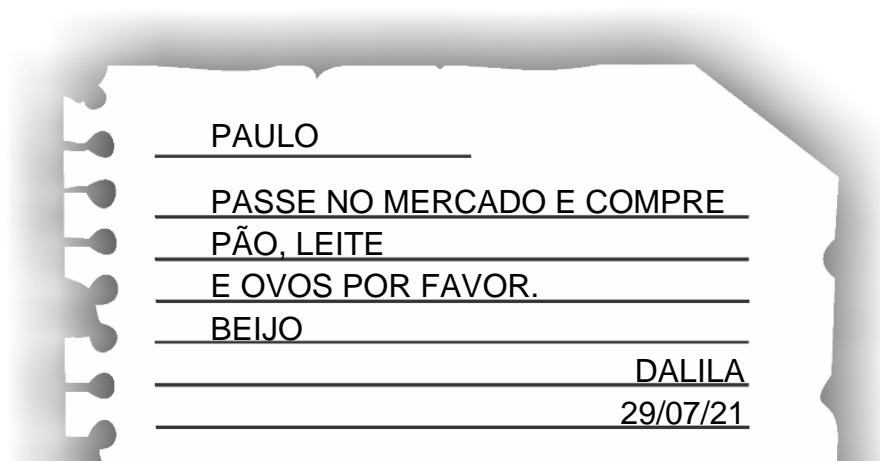 PAULO
PASSE NO MERCADO E COMPRE
PÃO, LEITE
E OVOS POR FAVOR.
BEIJO
DALILA
29/07/21